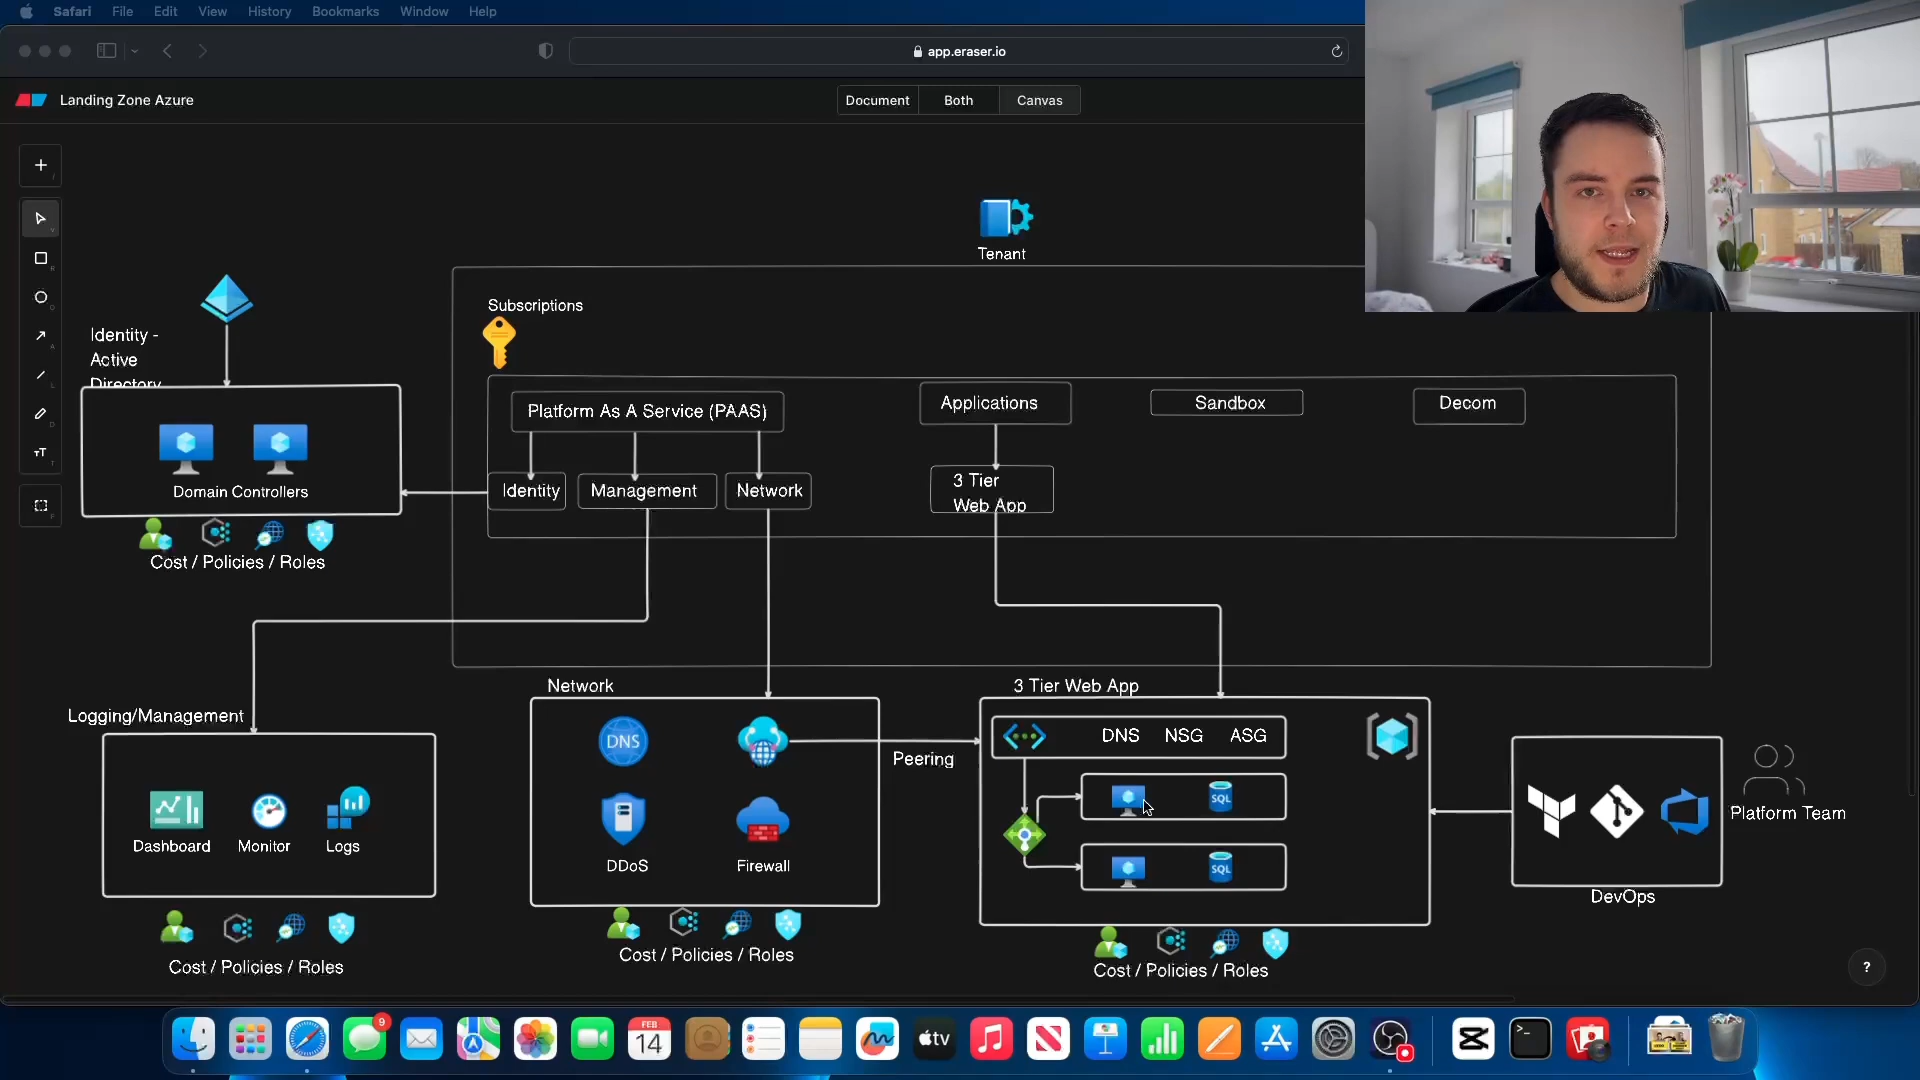 Safari File Edit View History Bookmarks Window Help
app.eraser.io
Landing Zone Azure
Document Both Canvas
Tenant
Subscriptions
Identity -
Active
Directory
Platform As A Service (PAAS)
Applications
Sandbox
Decom
Identity
Management
Network
3 Tier
Web App
Domain Controllers
Cost / Policies / Roles
Network
3 Tier Web App
Logging/Management
DNS
DNS NSG ASG
Peering
SQL
Platform Team
Dashboard
Monitor
Logs
DDoS
Firewall
SQL
DevOps
Cost / Policies / Roles
Cost / Policies / Roles
Cost / Policies / Roles
?
9
FEB
14
tv